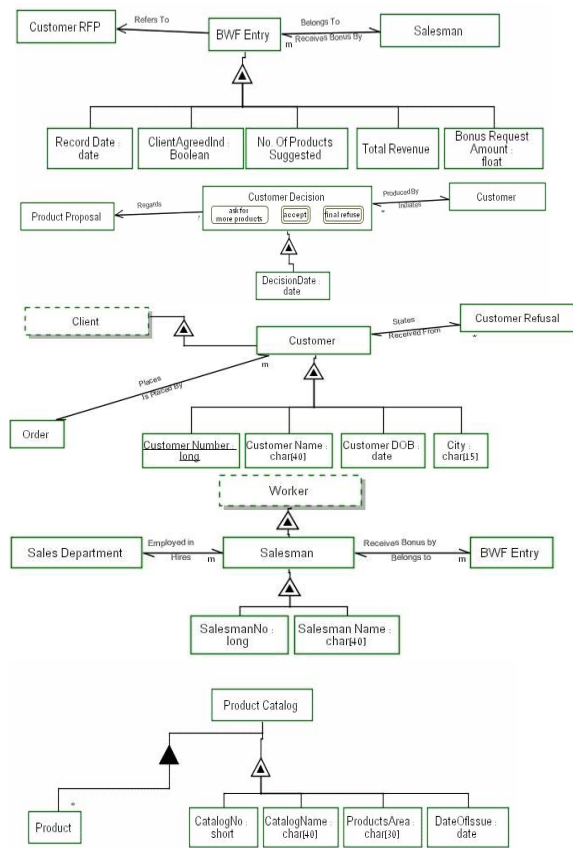 Customer RFP
Refers To
BWF Entry
Belongs To
m
Receives Bonus By
Salesman
Record Date :
date
ClientAgreedInd :
Boolean
No. Of Products
Suggested
Total Revenue
Bonus Request
Amount :
float
Product Proposal
Regards
Customer Decision
ask for
more products
accept
final refuse
Produced By
Initiates
*
Customer
DecisionDate :
date
Client
Customer
States
Received From
Customer Refusal
*
Places
Is Placed By
m
Order
Customer Number :
long
Customer Name :
char[40]
Customer DOB :
date
City :
char[15]
Worker
Sales Department
Employed in
Hires
m
Salesman
Receives Bonus by
Belongs to
m
BWF Entry
SalesmanNo :
long
Salesman Name :
char[40]
Product Catalog
*
Product
CatalogNo :
short
CatalogName :
char[40]
ProductsArea :
char[30]
DateOfIssue :
date